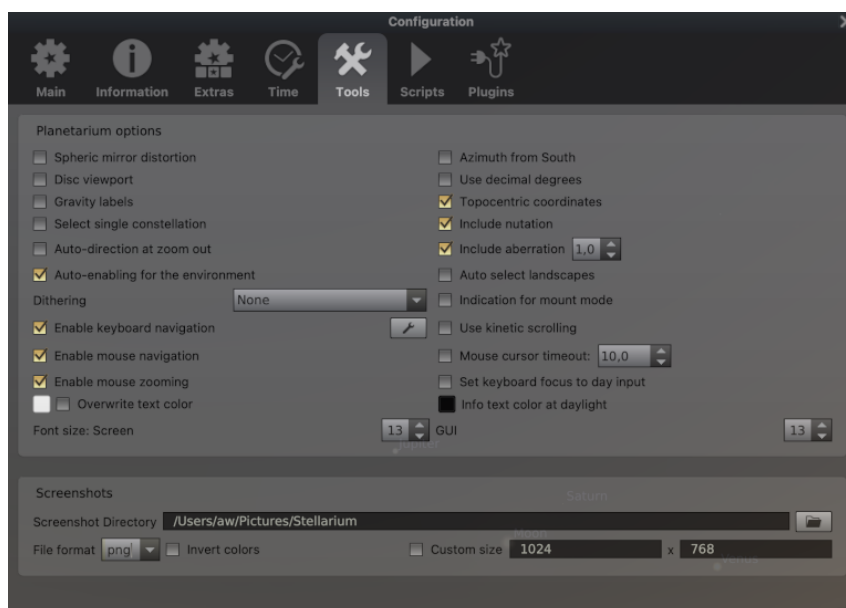 Configuration
Main Information Extras Time Tools Scripts Plugins
Planetarium options
Spheric mirror distortion
Azimuth from South
Disc viewport
Use decimal degrees
Gravity labels
Topocentric coordinates
Select single constellation
Include nutation
Auto-direction at zoom out
Include aberration 1,0
Auto-enabling for the environment
Auto select landscapes
Dithering None
Indication for mount mode
Enable keyboard navigation
Use kinetic scrolling
Enable mouse navigation
Mouse cursor timeout: 10,0
Enable mouse zooming
Set keyboard focus to day input
Overwrite text color
Info text color at daylight
Font size: Screen 13 GUI 13
Jupiter
Screenshots
Saturn
Screenshot Directory /Users/aw/Pictures/Stellarium
Moon
File format png Invert colors Custom size 1024 x 768
Venus